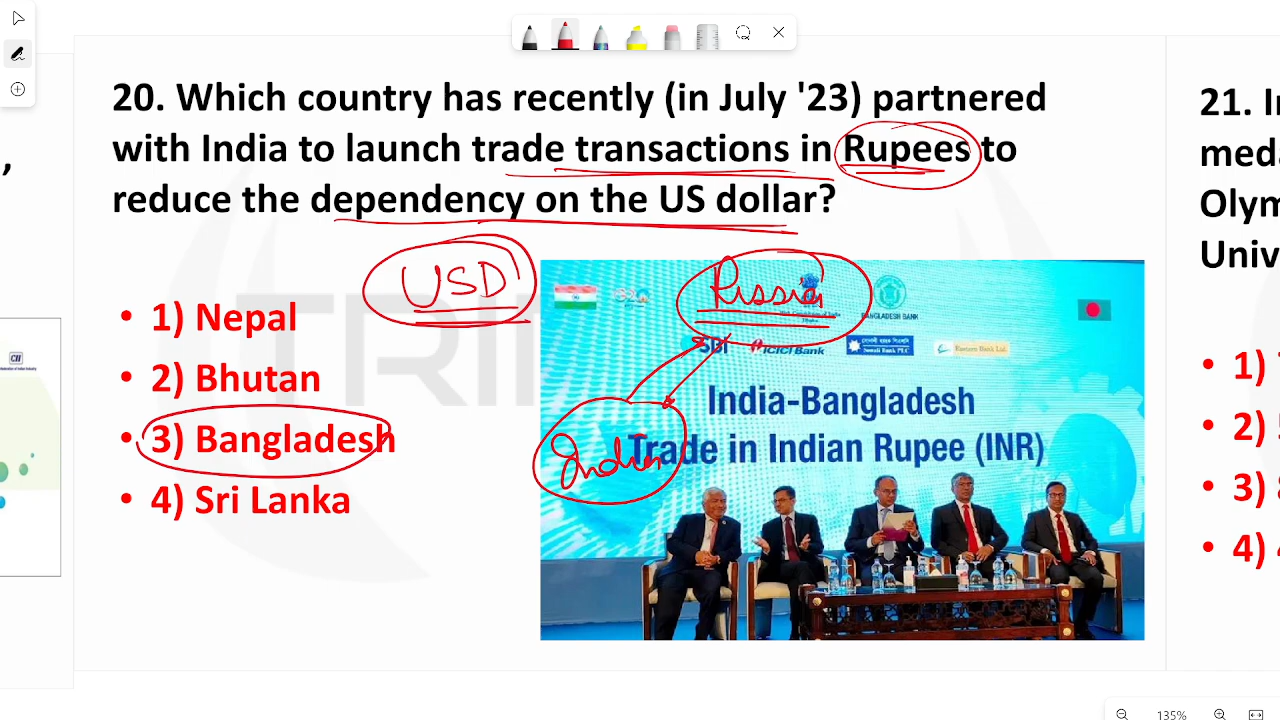 20. Which country has recently (in July '23) partnered
with India to launch trade transactions in Rupees to
reduce the dependency on the US dollar?
USD
• 1) Nepal
• 2) Bhutan
• 3) Bangladesh
• 4) Sri Lanka
Russia
BANGLADESH BANK
SBI
ICICI Bank
Sonali Bank PLC
Eastern Bank Ltd.
India-Bangladesh
Trade in Indian Rupee (INR)
India
,
CII
21. I
meda
Olym
Univ
• 1)
• 2)
• 3)
• 4)
135%